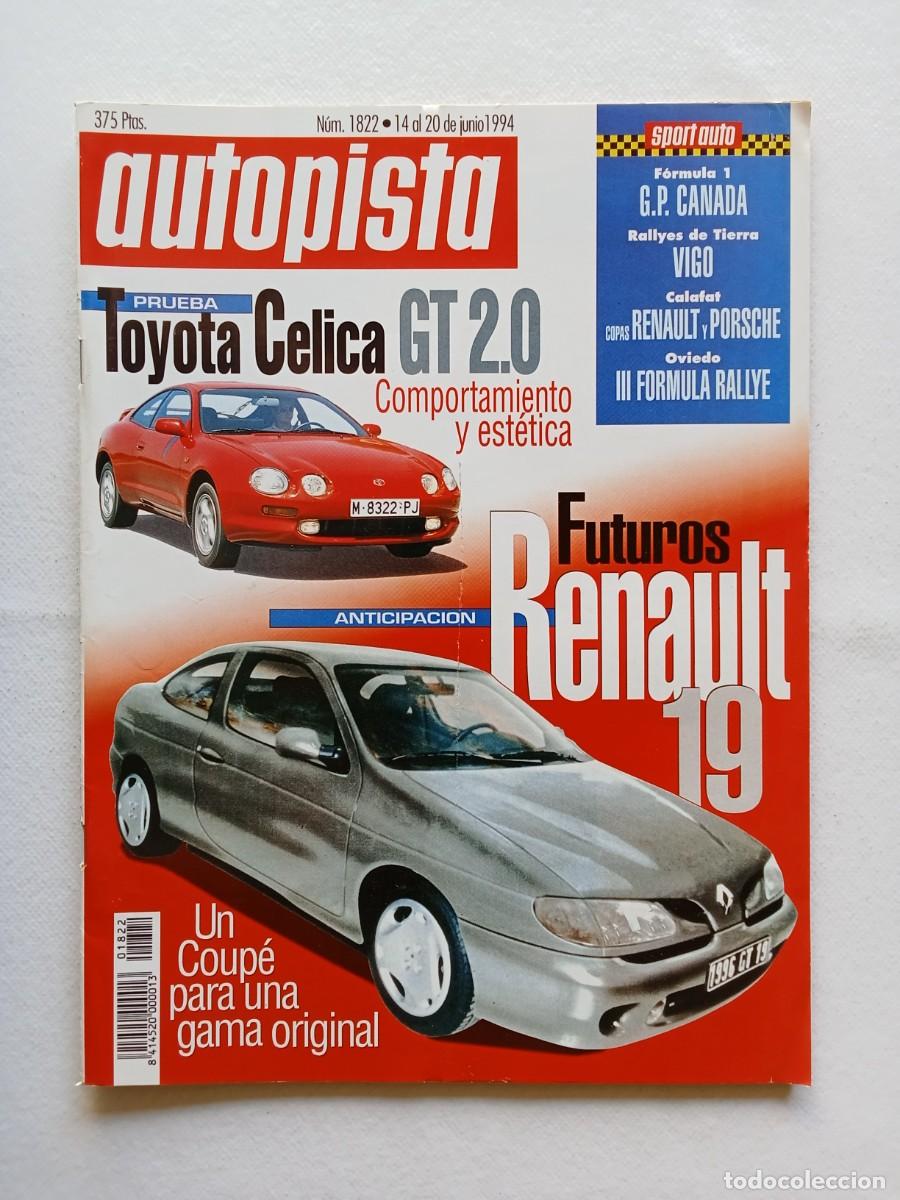 375 Ptas.
Núm. 1822 • 14 al 20 de junio 1994
autopista
sport auto
Fórmula 1
G.P. CANADA
Rallyes de Tierra
VIGO
Calafat
COPAS RENAULT Y PORSCHE
Oviedo
III FORMULA RALLYE
PRUEBA
Toyota Celica GT 2.0
Comportamiento
y estética
M-8322-PJ
Futuros
ANTICIPACION
Renault
19
1996 GT 19
Un
Coupé
para una
gama original
01822
8 414520 000013
todocoleccion